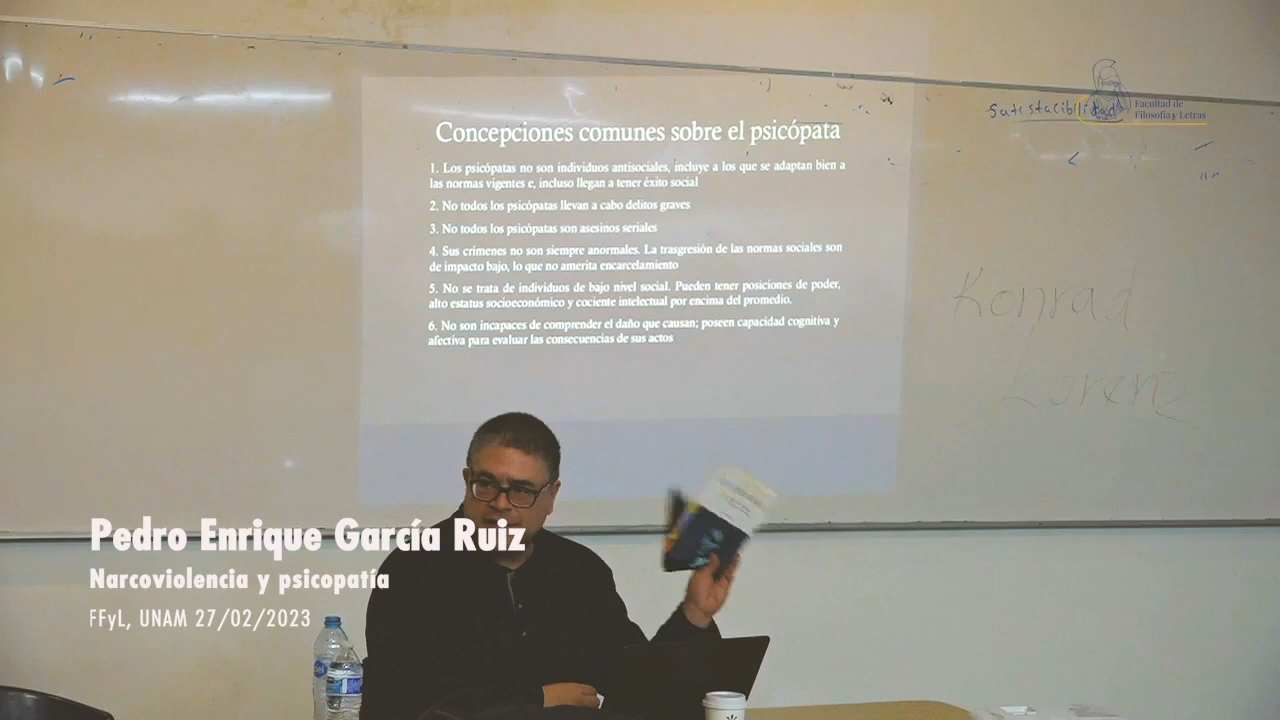 Concepciones comunes sobre el psicópata
1. Los psicópatas no son individuos antisociales, incluye a los que se adaptan bien a
las normas vigentes e, incluso llegan a tener éxito social
2. No todos los psicópatas llevan a cabo delitos graves
3. No todos los psicópatas son asesinos seriales
4. Sus crímenes no son siempre anormales. La trasgresión de las normas sociales son
de impacto bajo, lo que no amerita encarcelamiento
5. No se trata de individuos de bajo nivel social. Pueden tener posiciones de poder,
alto estatus socioeconómico y cociente intelectual por encima del promedio.
6. No son incapaces de comprender el daño que causan; poseen capacidad cognitiva y
afectiva para evaluar las consecuencias de sus actos
Facultad de
Filosofía y Letras
Konrad
Lorenz
Pedro Enrique García Ruiz
Narcoviolencia y psicopatía
FFyL, UNAM 27/02/2023